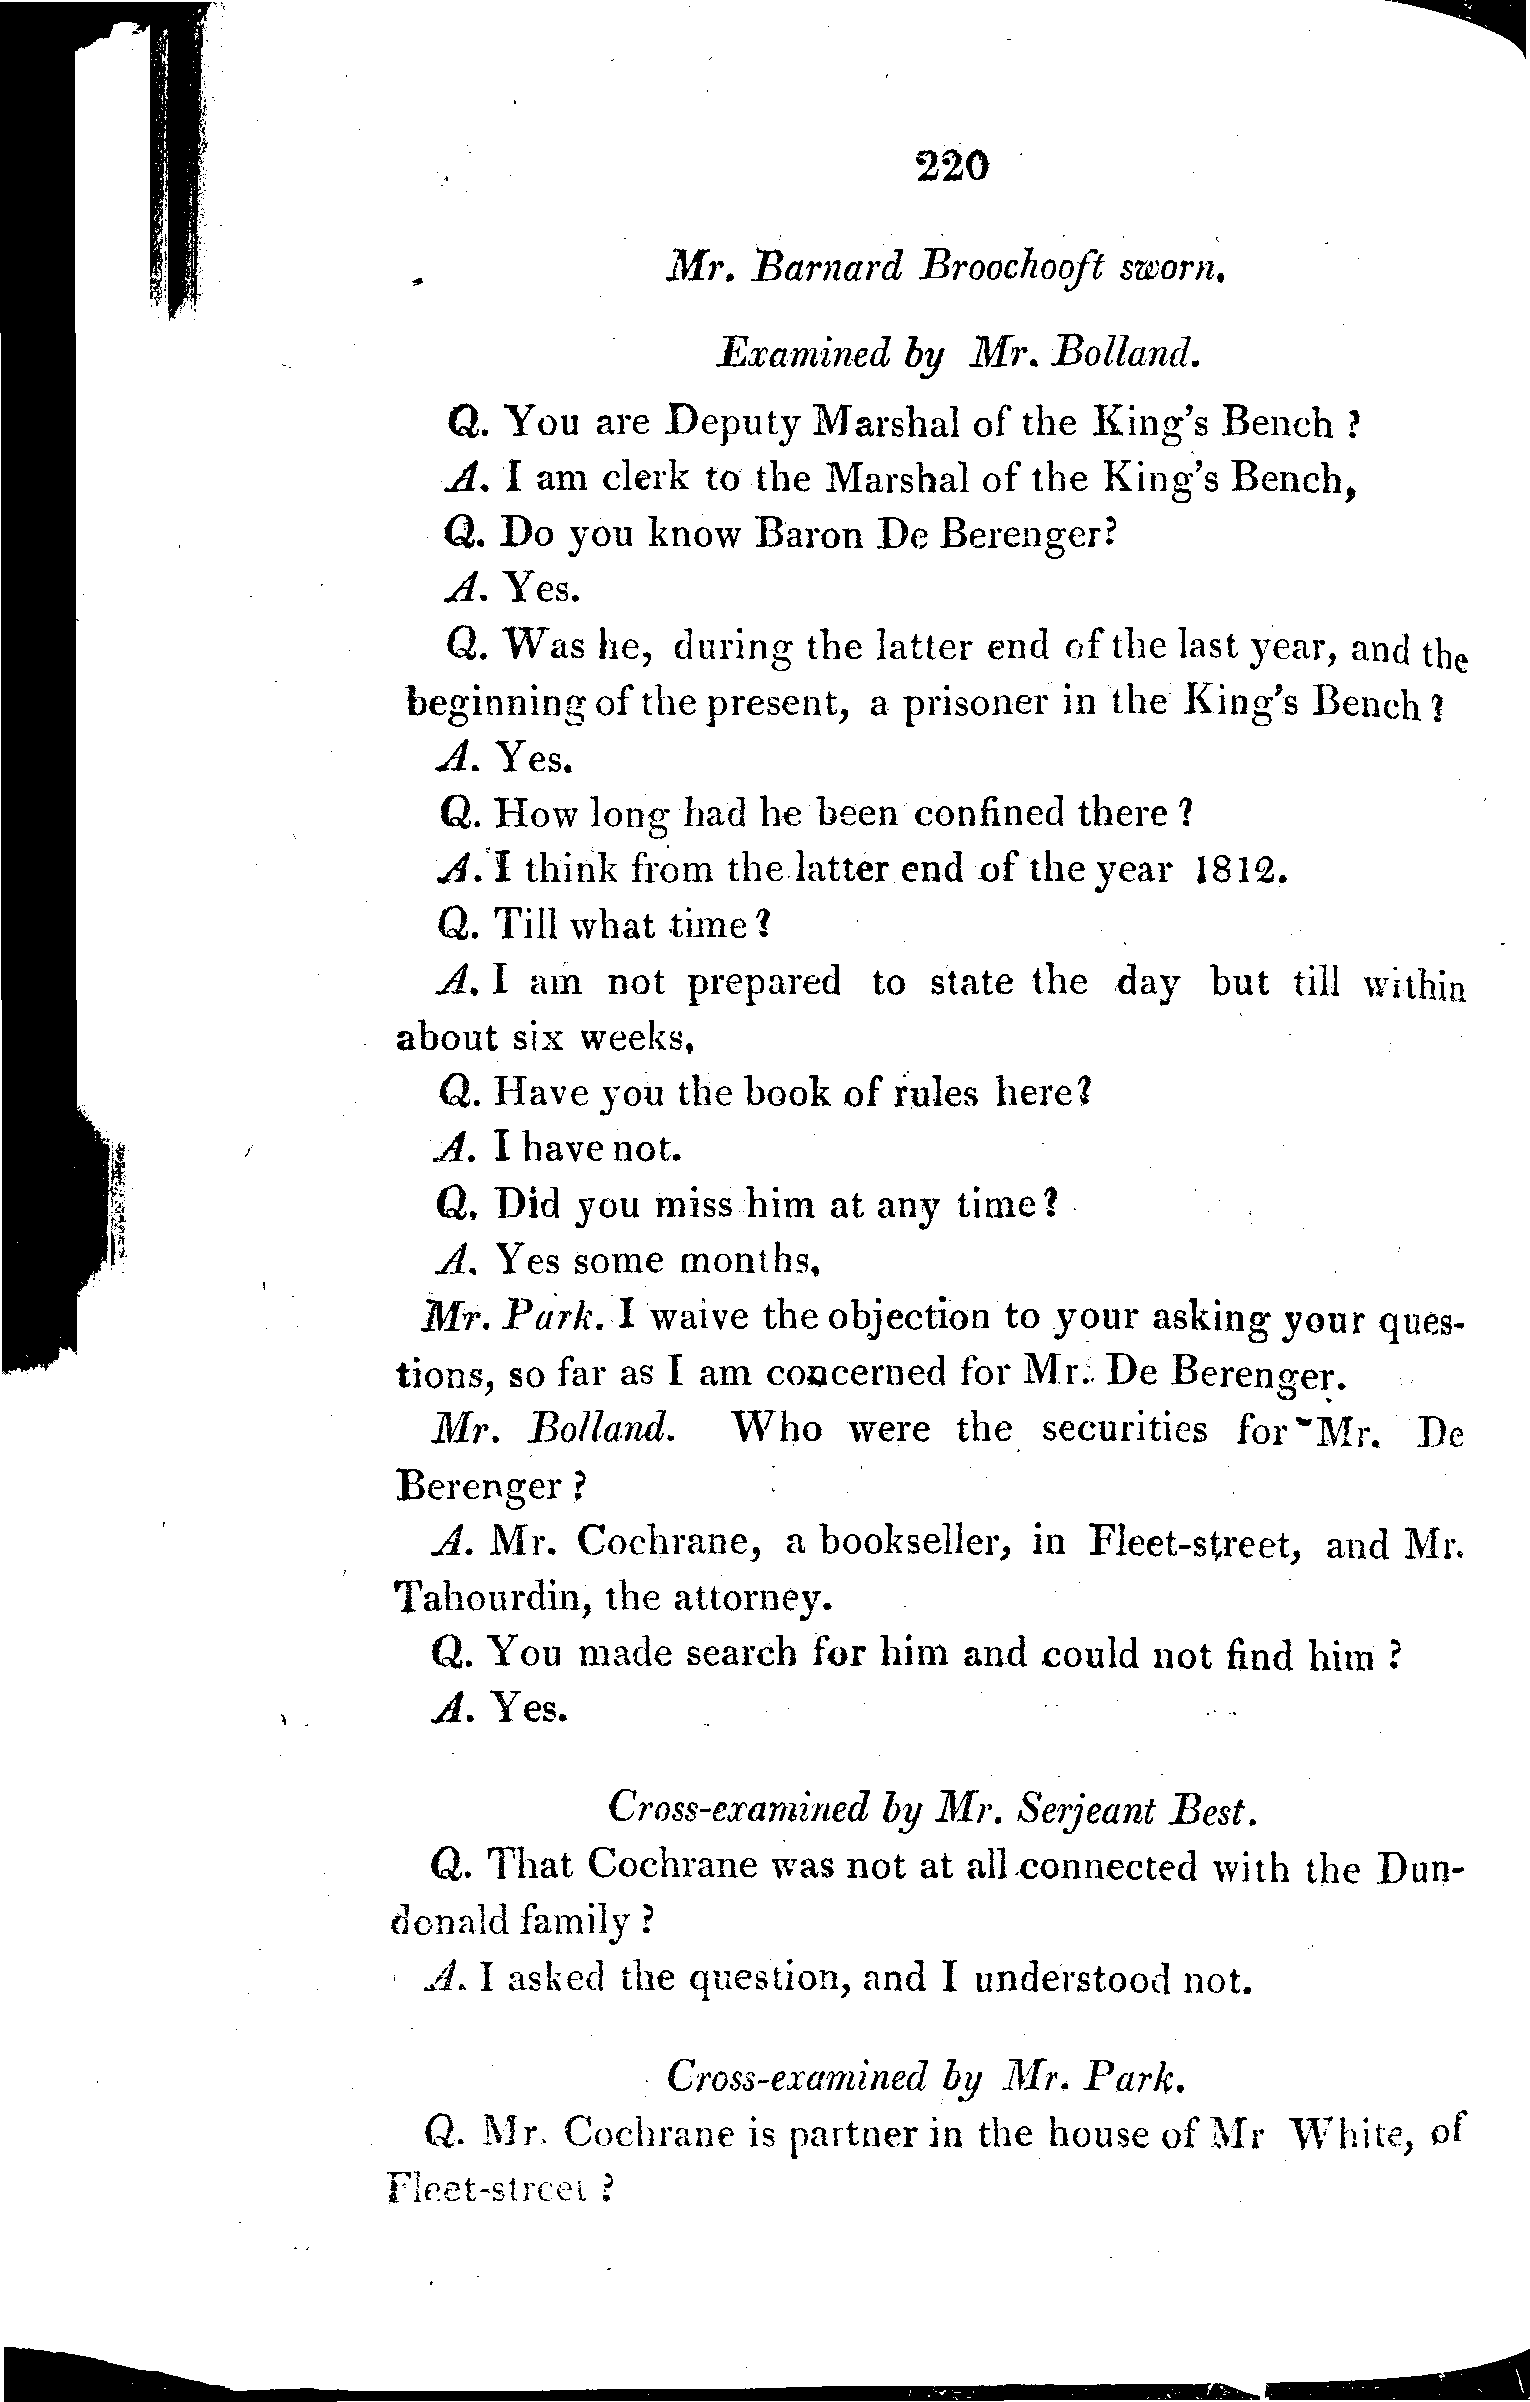 220
Mr. Barnard Broochooft sworn.
Examined by Mr. Bolland.
Q. You are Deputy Marshal of the King's Bench ?
A. I am clerk to the Marshal of the King's Bench,
Q. Do you know Baron De Berenger?
A. Yes.
Q. Was he, during the latter end of the last year, and the
beginning of the present, a prisoner in the King's Bench ?
A. Yes.
Q. How long had he been confined there ?
A. I think from the latter end of the year 1812.
Q. Till what time ?
A. I am not prepared to state the day but till within
about six weeks,
Q. Have you the book of rules here?
A. I have not.
Q. Did you miss him at any time?
A. Yes some months,
Mr. Park. I waive the objection to your asking your ques-
tions, so far as I am concerned for Mr. De Berenger.
Mr. Bolland. Who were the securities for Mr. De
Berenger ?
A. Mr. Cochrane, a bookseller, in Fleet-street, and Mr.
Tahourdin, the attorney.
Q. You made search for him and could not find him ?
A. Yes.
Cross-examined by Mr. Serjeant Best.
Q. That Cochrane was not at all connected with the Dun-
donald family ?
A. I asked the question, and I understood not.
Cross-examined by Mr. Park.
Q. Mr. Cochrane is partner in the house of Mr White, of
Fleet-street ?